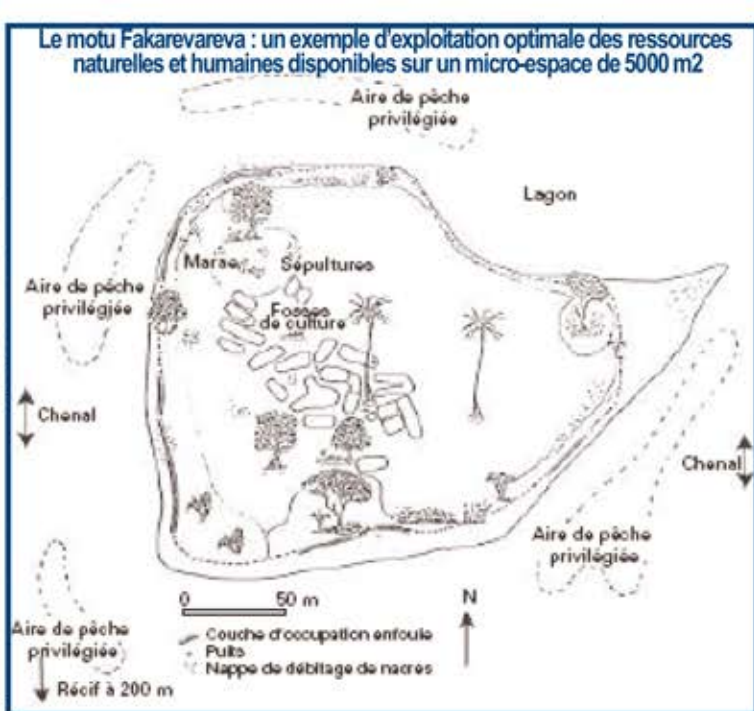 Le motu Fakarevareva : un exemple d'exploitation optimale des ressources
naturelles et humaines disponibles sur un micro-espace de 5000 m2
Aire de pêche
privilégiée
Lagon
Marae
Sépultures
Aire de pêche
privilégiée
Fosses
de culture
Chenal
Chenal
Aire de pêche
privilégiée
0 50 m
N
Aire de pêche
privilégiée
Récif à 200 m
Couche d'occupation enfouie
Puits
Nappe de débitage de nacres